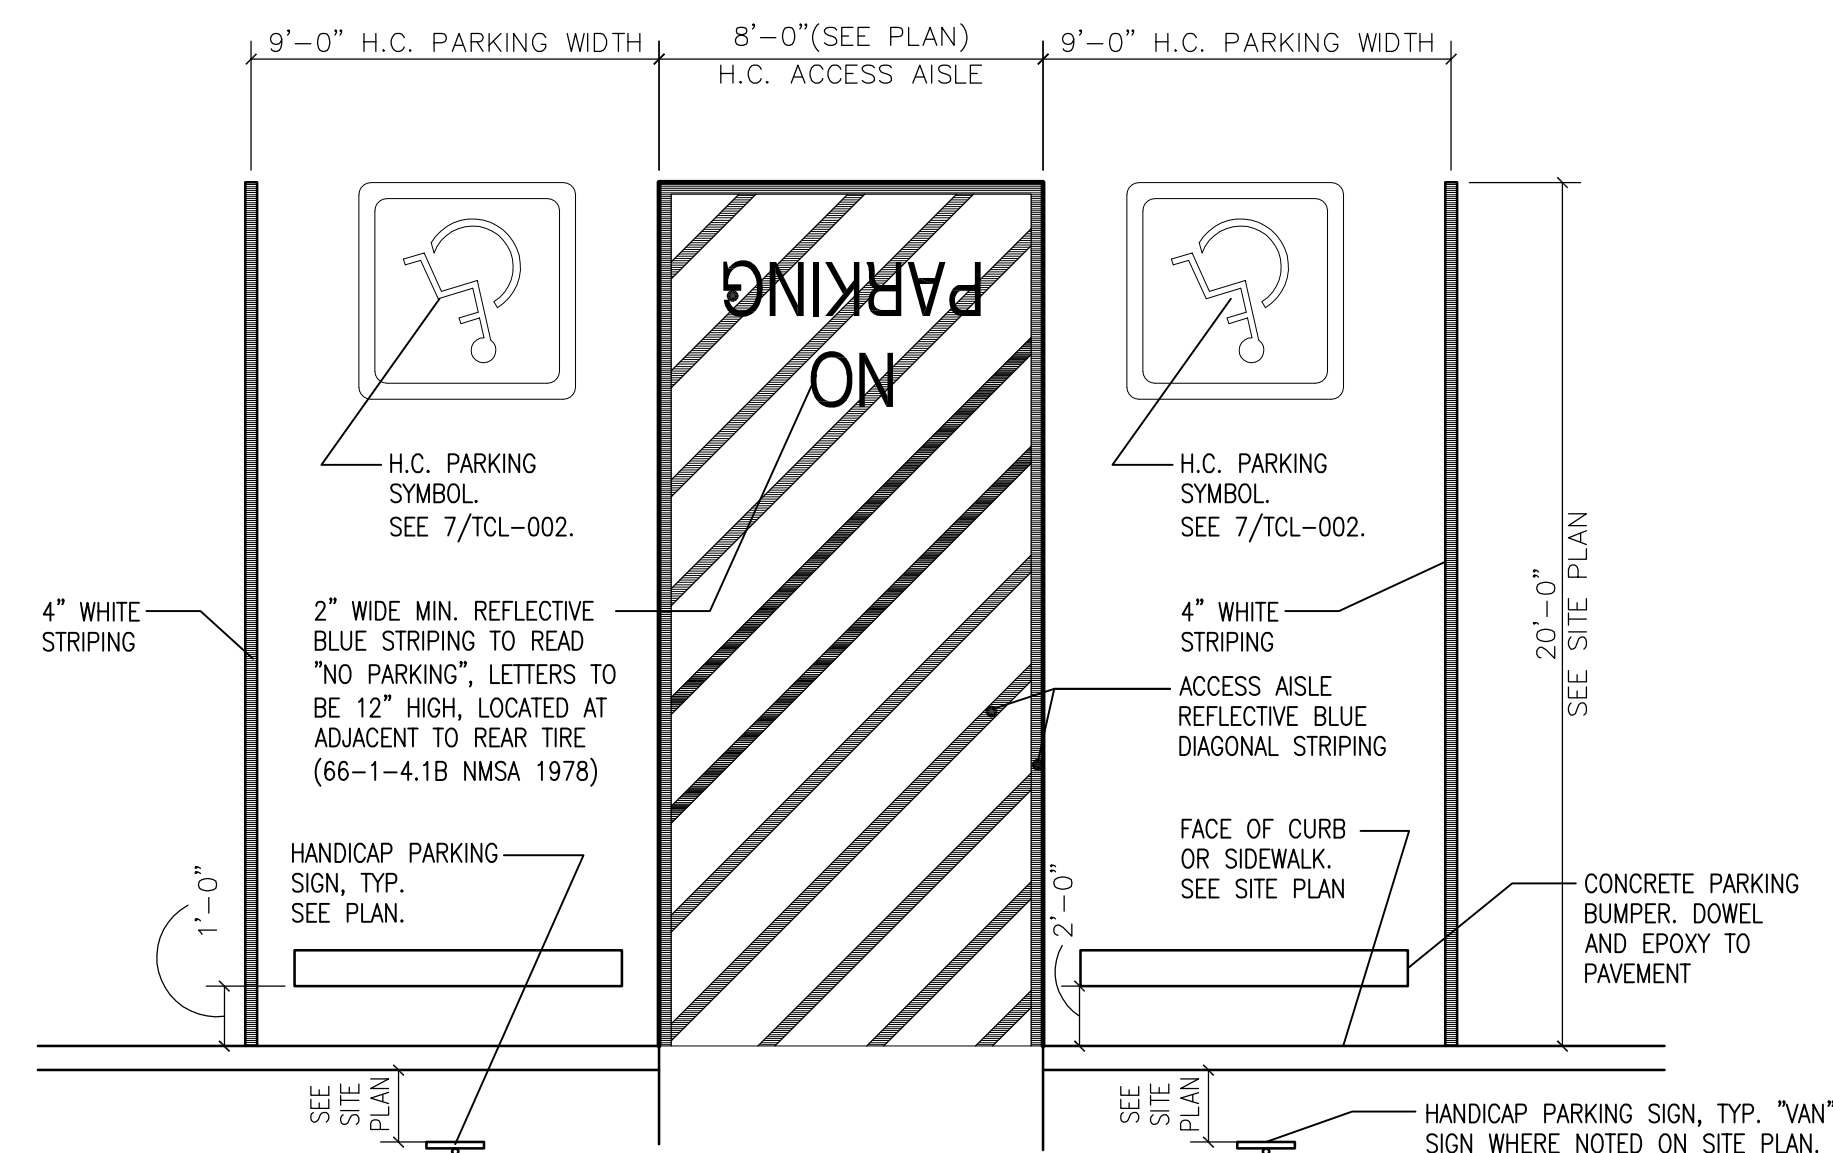 9'-0" H.C. PARKING WIDTH
8'-0"(SEE PLAN)
H.C. ACCESS AISLE
9'-0" H.C. PARKING WIDTH
NO
PARKING
H.C. PARKING
SYMBOL.
SEE 7/TCL-002.
H.C. PARKING
SYMBOL.
SEE 7/TCL-002.
4" WHITE
STRIPING
2" WIDE MIN. REFLECTIVE
BLUE STRIPING TO READ
"NO PARKING", LETTERS TO
BE 12" HIGH, LOCATED AT
ADJACENT TO REAR TIRE
(66-1-4.1B NMSA 1978)
4" WHITE
STRIPING
ACCESS AISLE
REFLECTIVE BLUE
DIAGONAL STRIPING
20'-0"
SEE SITE PLAN
HANDICAP PARKING
SIGN, TYP.
SEE PLAN.
1'-0"
2'-0"
FACE OF CURB
OR SIDEWALK.
SEE SITE PLAN
CONCRETE PARKING
BUMPER. DOWEL
AND EPOXY TO
PAVEMENT
SEE
SITE
PLAN
SEE
SITE
PLAN
HANDICAP PARKING SIGN, TYP. "VAN"
SIGN WHERE NOTED ON SITE PLAN.